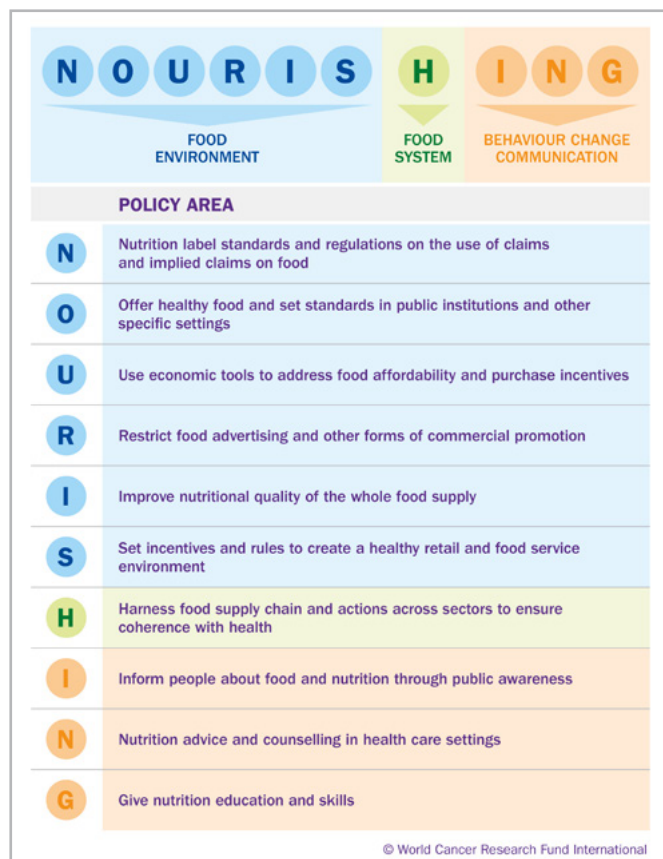 N O U R I S H I N G
FOOD
ENVIRONMENT
FOOD
SYSTEM
BEHAVIOUR CHANGE
COMMUNICATION
POLICY AREA
N
Nutrition label standards and regulations on the use of claims
and implied claims on food
O
Offer healthy food and set standards in public institutions and other
specific settings
U
Use economic tools to address food affordability and purchase incentives
R
Restrict food advertising and other forms of commercial promotion
I
Improve nutritional quality of the whole food supply
S
Set incentives and rules to create a healthy retail and food service
environment
H
Harness food supply chain and actions across sectors to ensure
coherence with health
I
Inform people about food and nutrition through public awareness
N
Nutrition advice and counselling in health care settings
G
Give nutrition education and skills
© World Cancer Research Fund International